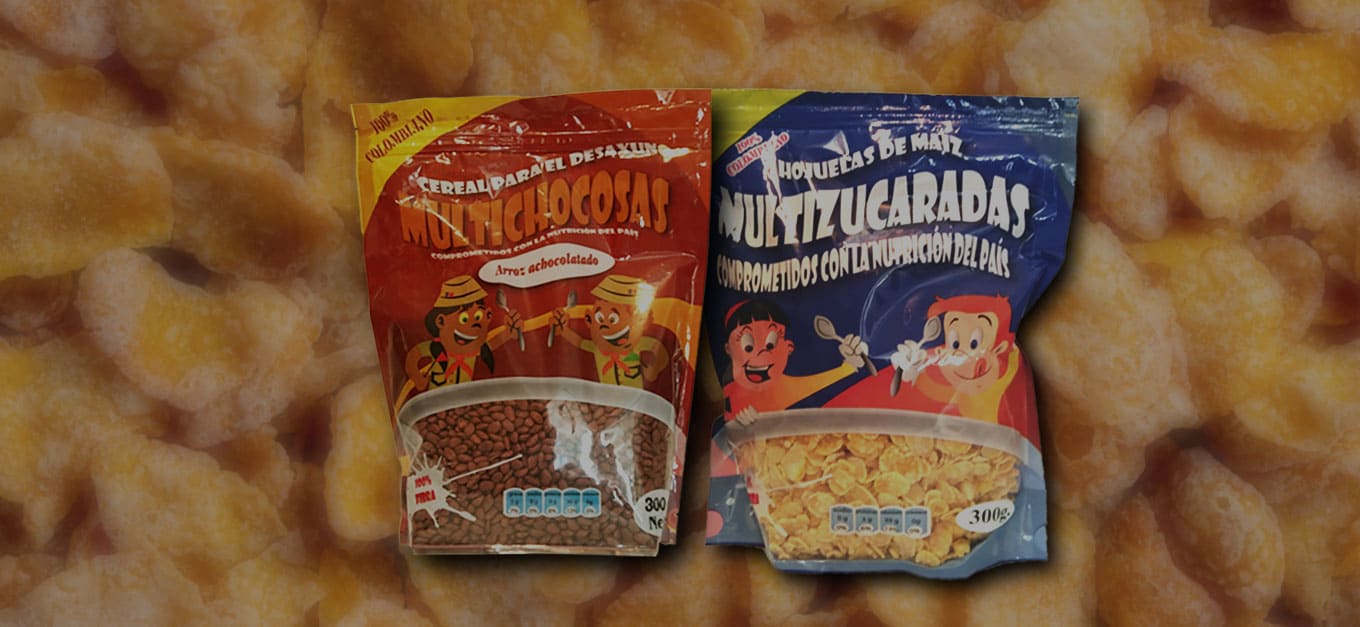 100%
COLOMBIANO
CEREAL PARA EL DESAYUNO
MULTICHOCOSAS
COMPROMETIDOS CON LA NUTRICIÓN DEL PAÍS
Arroz achocolatado
100%
FIBRA
300
Ne
100%
COLOMBIANO
HOJUELAS DE MAÍZ
MULTIZUCARADAS
COMPROMETIDOS CON LA NUTRICIÓN DEL PAÍS
300g.